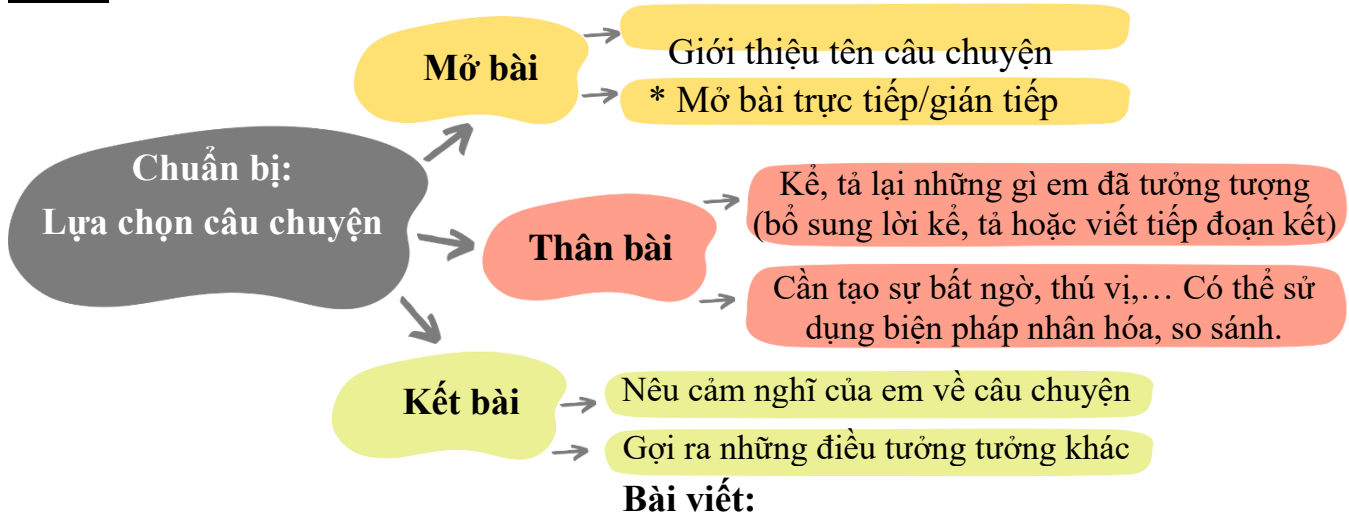 Chuẩn bị:
Lựa chọn câu chuyện
Mở bài
Giới thiệu tên câu chuyện
* Mở bài trực tiếp/gián tiếp
Thân bài
Kể, tả lại những gì em đã tưởng tượng
(bổ sung lời kể, tả hoặc viết tiếp đoạn kết)
Cần tạo sự bất ngờ, thú vị,… Có thể sử
dụng biện pháp nhân hóa, so sánh.
Kết bài
Nêu cảm nghĩ của em về câu chuyện
Gợi ra những điều tưởng tưởng khác
Bài viết: